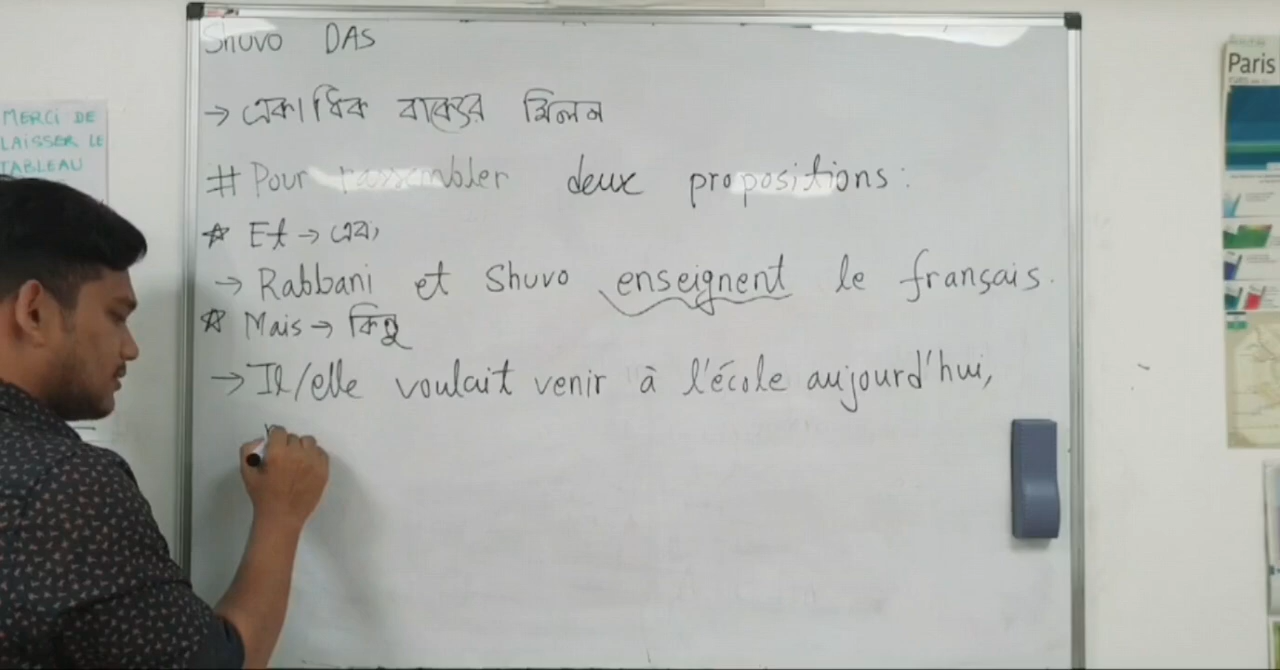 Shuvo DAS
→ একাধিক বাক্যের মিলন
# Pour rassembler deux propositions:
☆ Et → এবং
→ Rabbani et Shuvo enseignent le français.
☆ Mais → কিন্তু
→ Il/elle voulait venir à l'école aujourd'hui,
MERCI DE
LAISSER LE
TABLEAU
Paris